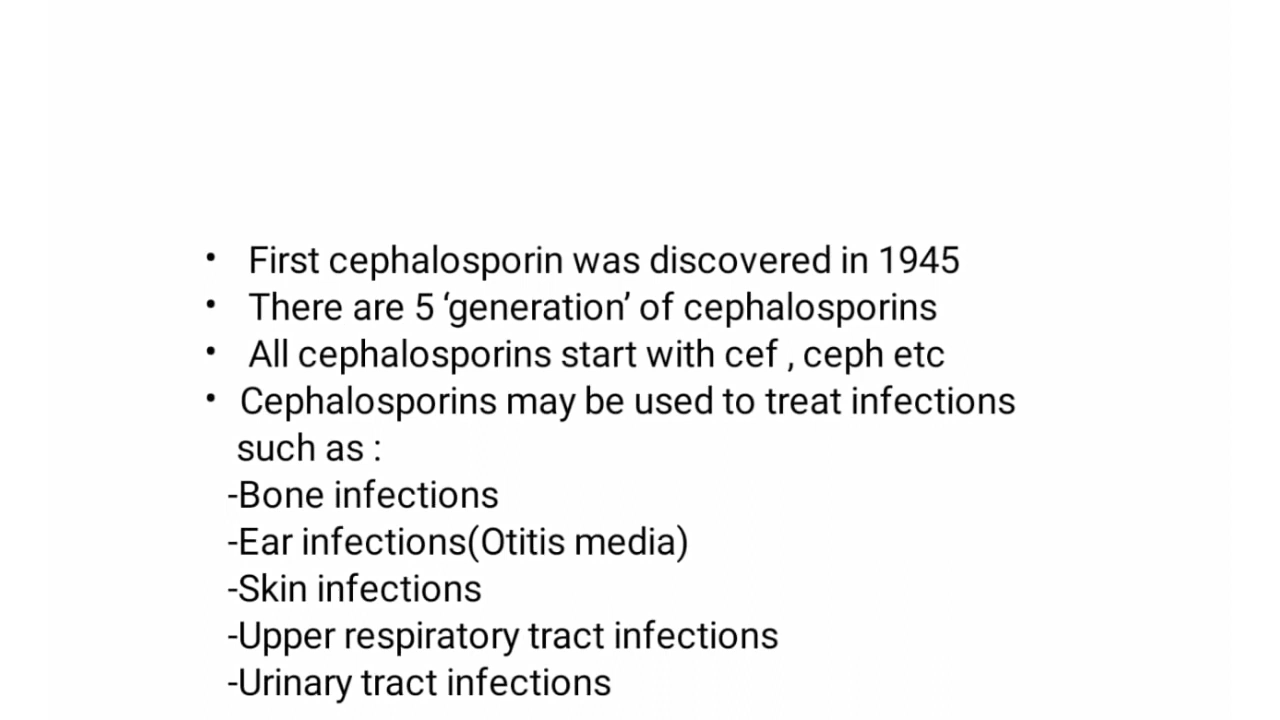 • First cephalosporin was discovered in 1945
• There are 5 ‘generation’ of cephalosporins
• All cephalosporins start with cef , ceph etc
• Cephalosporins may be used to treat infections
such as :
-Bone infections
-Ear infections(Otitis media)
-Skin infections
-Upper respiratory tract infections
-Urinary tract infections